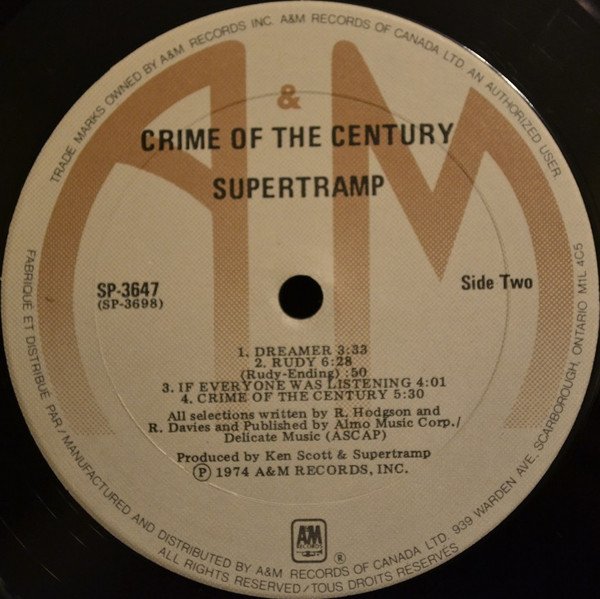 TRADE MARKS OWNED BY A&M RECORDS INC. A&M RECORDS OF CANADA LTD. AN AUTHORIZED USER.
&
CRIME OF THE CENTURY
SUPERTRAMP
SP-3647
(SP-3698)
Side Two
1. DREAMER 3:33
2. RUDY 6:28
(Rudy-Ending) :50
3. IF EVERYONE WAS LISTENING 4:01
4. CRIME OF THE CENTURY 5:30
All selections written by R. Hodgson and
R. Davies and Published by Almo Music Corp./
Delicate Music (ASCAP)
Produced by Ken Scott & Supertramp
Ⓟ 1974 A&M RECORDS, INC.
A&M
RECORDS
®
FABRIQUÉ ET DISTRIBUÉ PAR/MANUFACTURED AND DISTRIBUTED BY A&M RECORDS OF CANADA LTD. 939 WARDEN AVE., SCARBOROUGH, ONTARIO M1L 4C5
ALL RIGHTS RESERVED/TOUS DROITS RESERVES